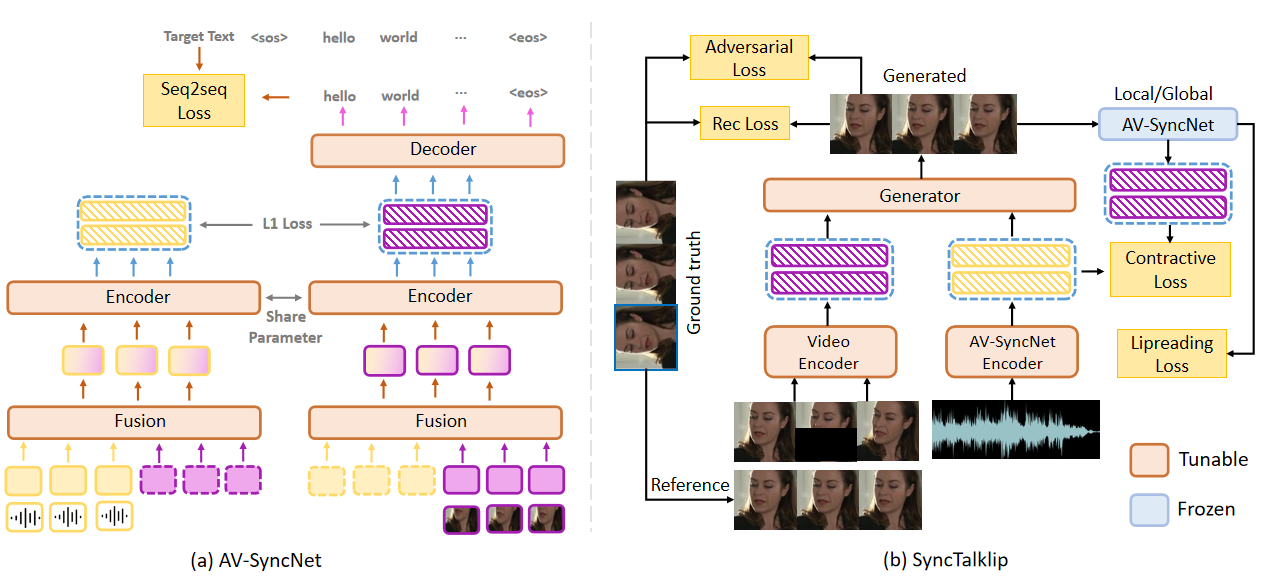 Target Text <sos> hello world ... <eos>
Seq2seq
Loss
hello world ... <eos>
Decoder
L1 Loss
Encoder
Encoder
Share
Parameter
Fusion
Fusion
(a) AV-SyncNet
Adversarial
Loss
Generated
Rec Loss
Local/Global
AV-SyncNet
Generator
Ground truth
Contractive
Loss
Video
Encoder
AV-SyncNet
Encoder
Lipreading
Loss
Reference
Tunable
Frozen
(b) SyncTalklip